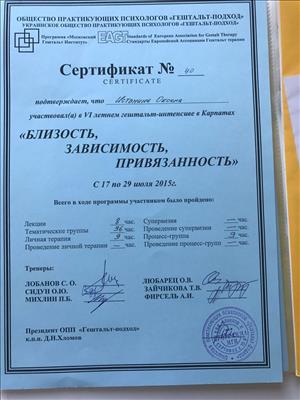 ОБЩЕСТВО ПРАКТИКУЮЩИХ ПСИХОЛОГОВ «ГЕШТАЛЬТ-ПОДХОД»
УКРАИНСКОЕ ОБЩЕСТВО ПРАКТИКУЮЩИХ ПСИХОЛОГОВ «ГЕШТАЛЬТ-ПОДХОД»
Программа «Московский Гештальт Институт»
EAGT
Standards of European Association for Gestalt Therapy
Стандарты Европейской Ассоциации Гештальт терапии
Сертификат № 40
CERTIFICATE
подтверждает, что Оксана
участвовал(а) в VI летнем гештальт-интенсиве в Карпатах
«БЛИЗОСТЬ,
ЗАВИСИМОСТЬ,
ПРИВЯЗАННОСТЬ»
С 17 по 29 июля 2015г.
Всего в ходе программы участником было пройдено:
Лекции 8 час. Супервизия — час.
Тематические группы 36 час. Проведение супервизии — час.
Личная терапия 9 час. Процесс-группа 9 час.
Проведение личной терапии — час. Проведение процесс-групп — час.
Тренеры:
ЛОБАНОВ С. О. ЛЮБАРЕЦ О.В.
СИДУН О.Ю. ЗАЙЧИКОВА Т.В.
МИХЛИН П.Б. ФИРСЕЛЬ А.И.
Президент ОПП «Гештальт-подход»
к.п.н. Д.Н.Хломов